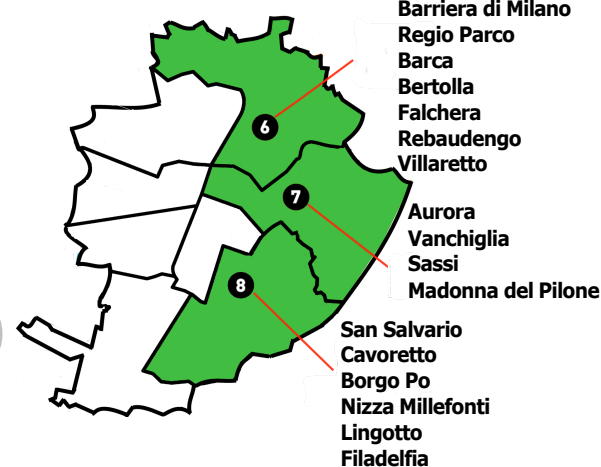 Barriera di Milano
Regio Parco
Barca
Bertolla
Falchera
Rebaudengo
Villaretto
6
7
Aurora
Vanchiglia
Sassi
Madonna del Pilone
8
San Salvario
Cavoretto
Borgo Po
Nizza Millefonti
Lingotto
Filadelfia